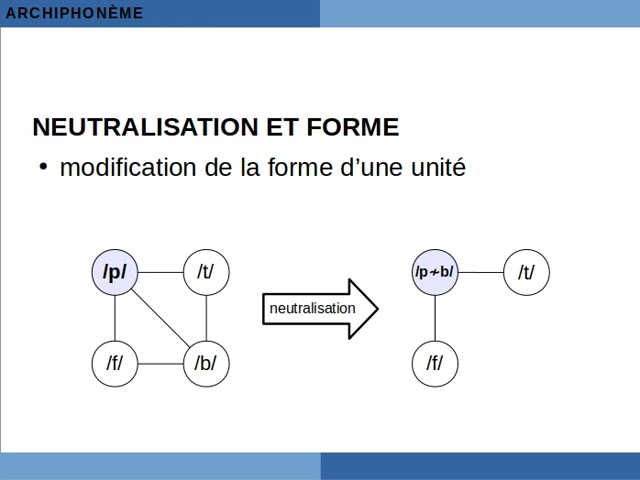 ARCHIPHONÈME
NEUTRALISATION ET FORME
• modification de la forme d’une unité
/p/ /t/ /p≁b/ /t/
neutralisation
/f/ /b/ /f/